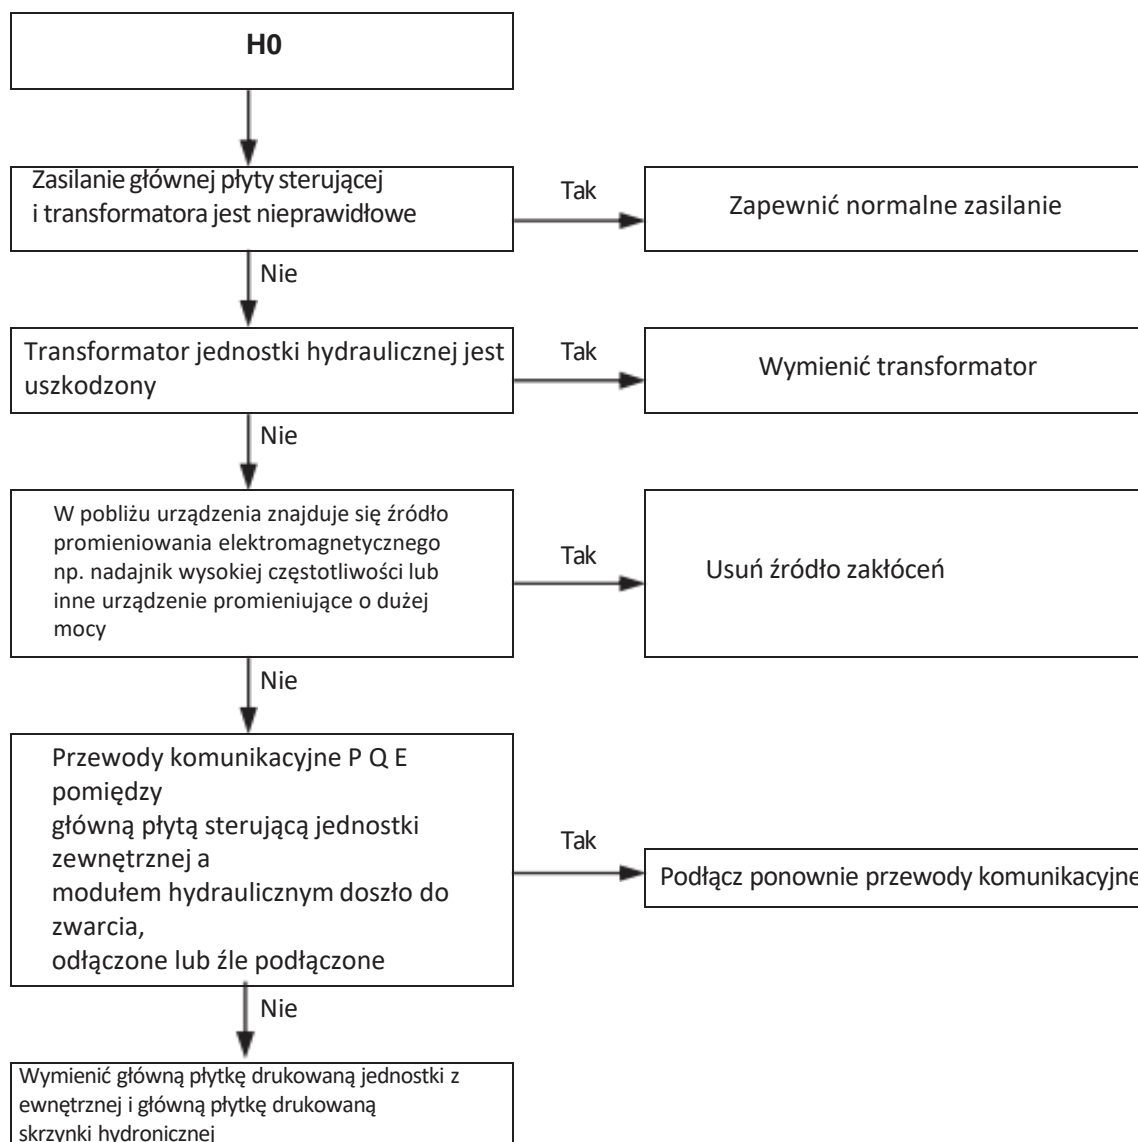 H0
Zasilanie głównej płyty sterującej
i transformatora jest nieprawidłowe
Tak
Zapewnić normalne zasilanie
Nie
Transformator jednostki hydraulicznej jest
uszkodzony
Tak
Wymienić transformator
Nie
W pobliżu urządzenia znajduje się źródło
promieniowania elektromagnetycznego
np. nadajnik wysokiej częstotliwości lub
inne urządzenie promieniujące o dużej
mocy
Tak
Usuń źródło zakłóceń
Nie
Przewody komunikacyjne P Q E
pomiędzy
główną płytą sterującą jednostki
zewnętrznej a
modułem hydraulicznym doszło do
zwarcia,
odłączone lub źle podłączone
Tak
Podłącz ponownie przewody komunikacyjne
Nie
Wymienić główną płytkę drukowaną jednostki z
ewnętrznej i główną płytkę drukowaną
skrzynki hydronicznej